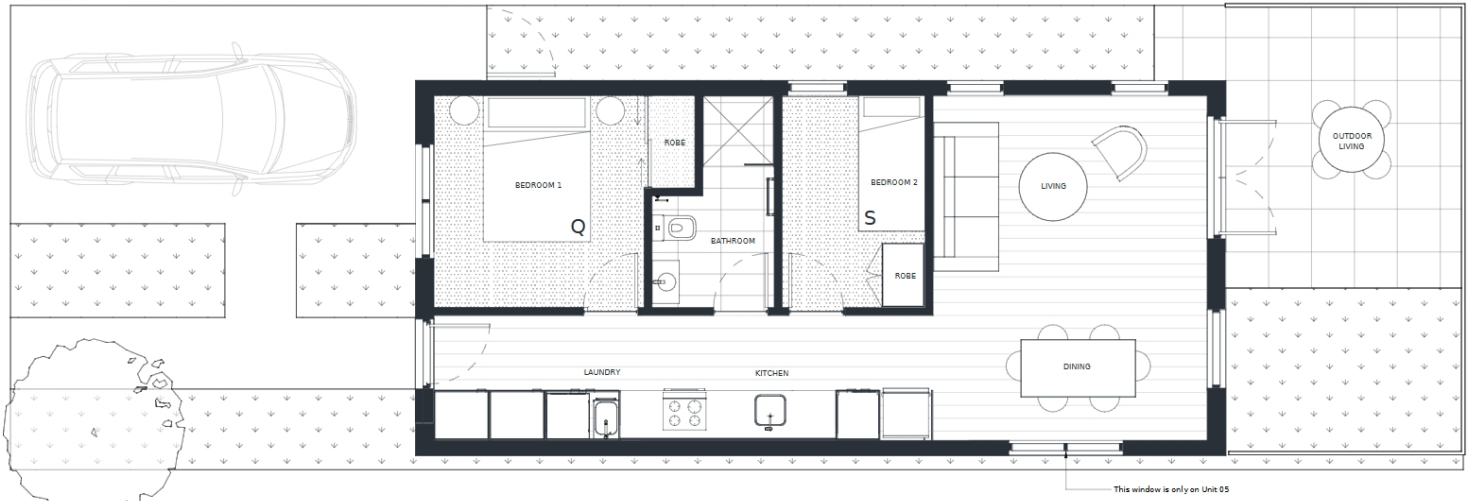 OUTDOOR
LIVING
ROBE
BEDROOM 1
BEDROOM 2
LIVING
Q
S
BATHROOM
ROBE
LAUNDRY
KITCHEN
DINING
This window is only on Unit 05